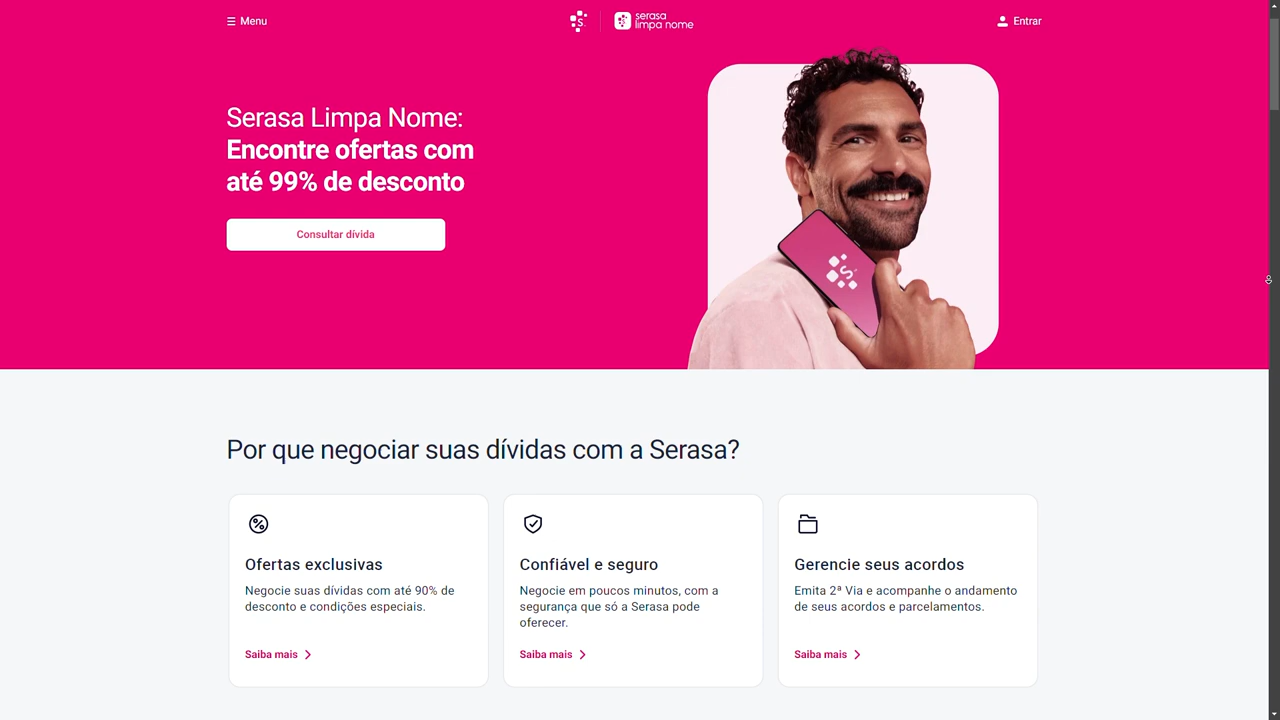 ☰ Menu
S
serasa
limpa nome
Entrar
Serasa Limpa Nome:
Encontre ofertas com
até 99% de desconto
Consultar dívida
S
Por que negociar suas dívidas com a Serasa?
Ofertas exclusivas
Negocie suas dívidas com até 90% de
desconto e condições especiais.
Saiba mais
Confiável e seguro
Negocie em poucos minutos, com a
segurança que só a Serasa pode
oferecer.
Saiba mais
Gerencie seus acordos
Emita 2ª Via e acompanhe o andamento
de seus acordos e parcelamentos.
Saiba mais